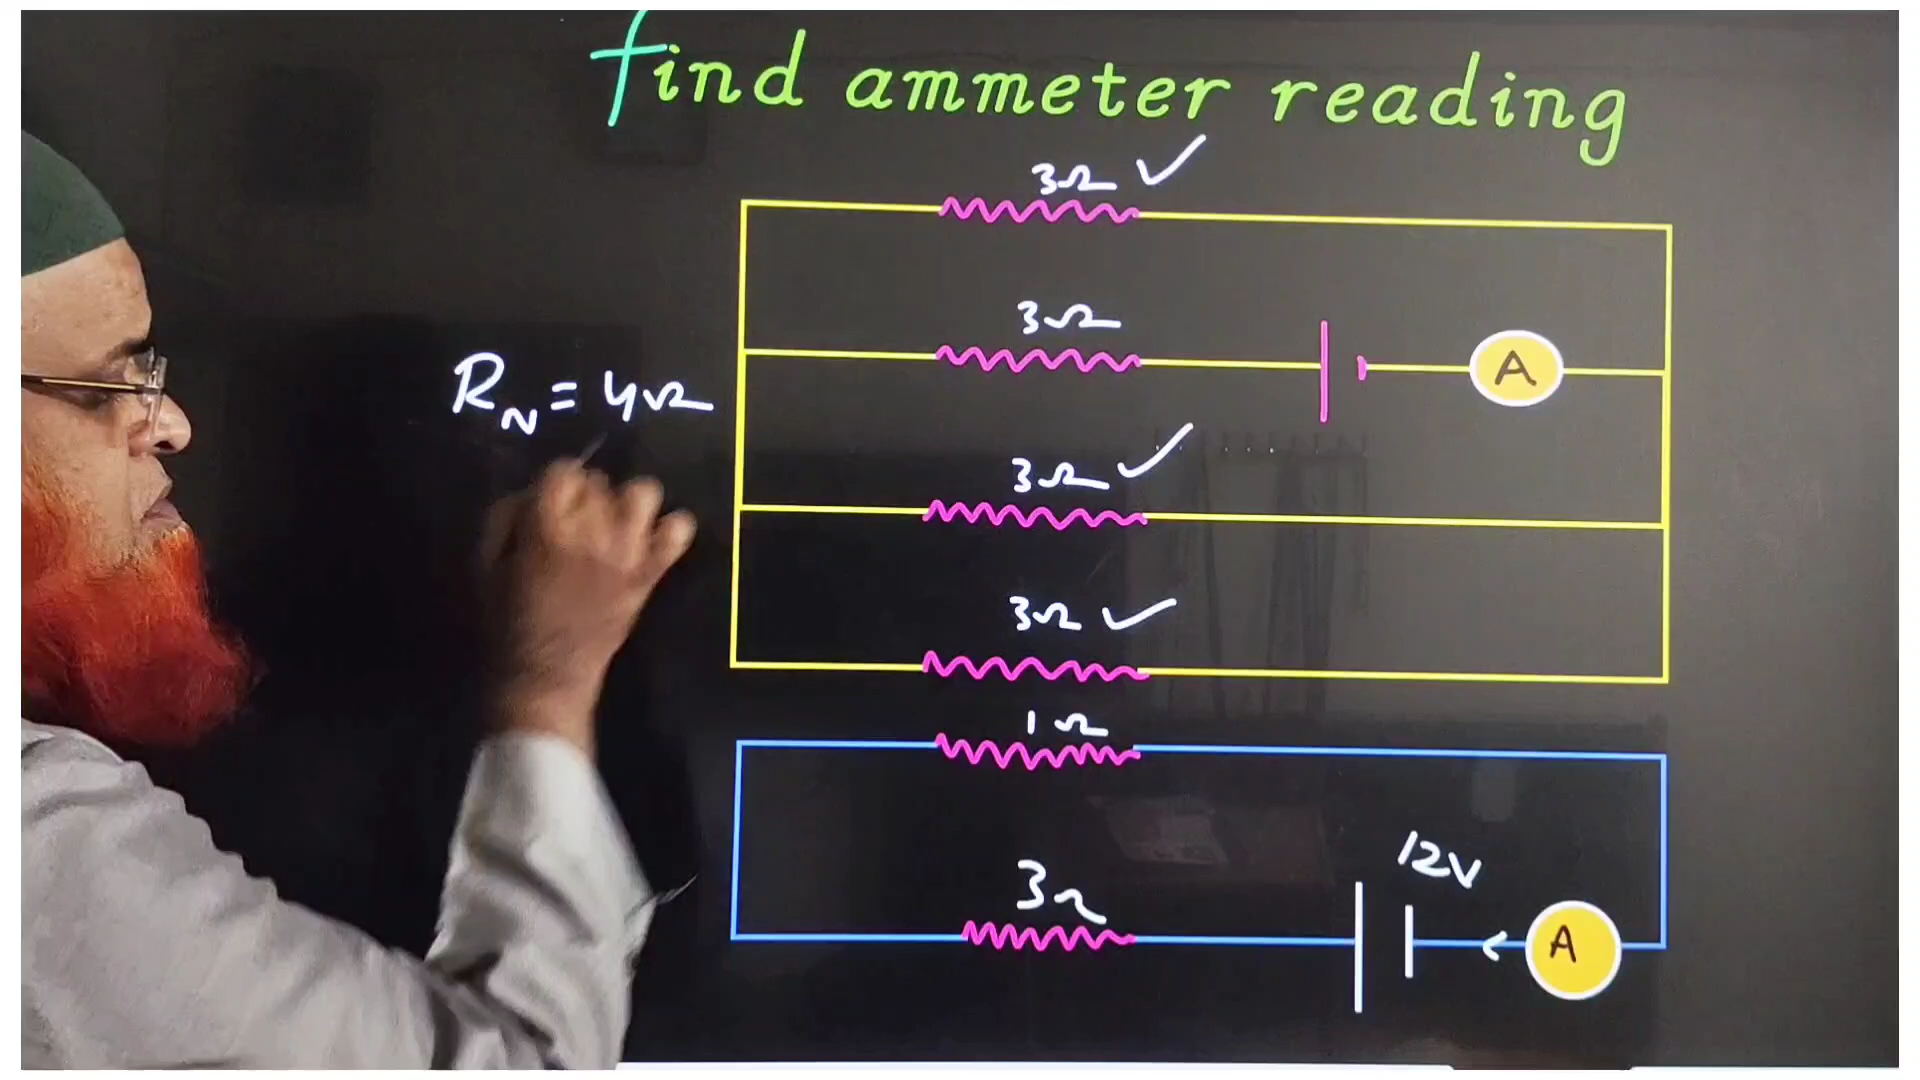 find ammeter reading
3Ω ✓
3Ω
A
R_N = 4Ω
3Ω ✓
3Ω ✓
1Ω
12V
3Ω
A